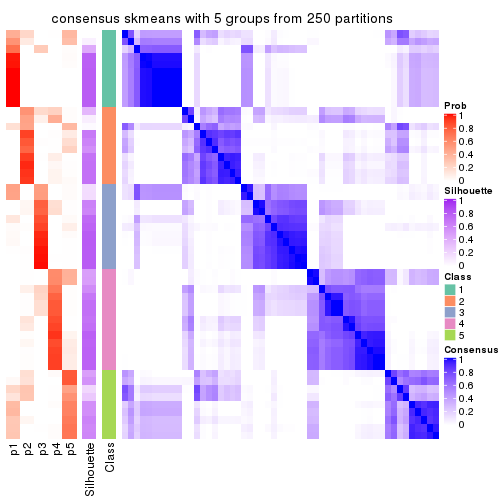 consensus skmeans with 5 groups from 250 partitions
Prob
1
0.8
0.6
0.4
0.2
0
Silhouette
1
0.8
0.6
0.4
0.2
0
Class
1
2
3
4
5
Consensus
1
0.8
0.6
0.4
0.2
0
p1
p2
p3
p4
p5
Silhouette
Class